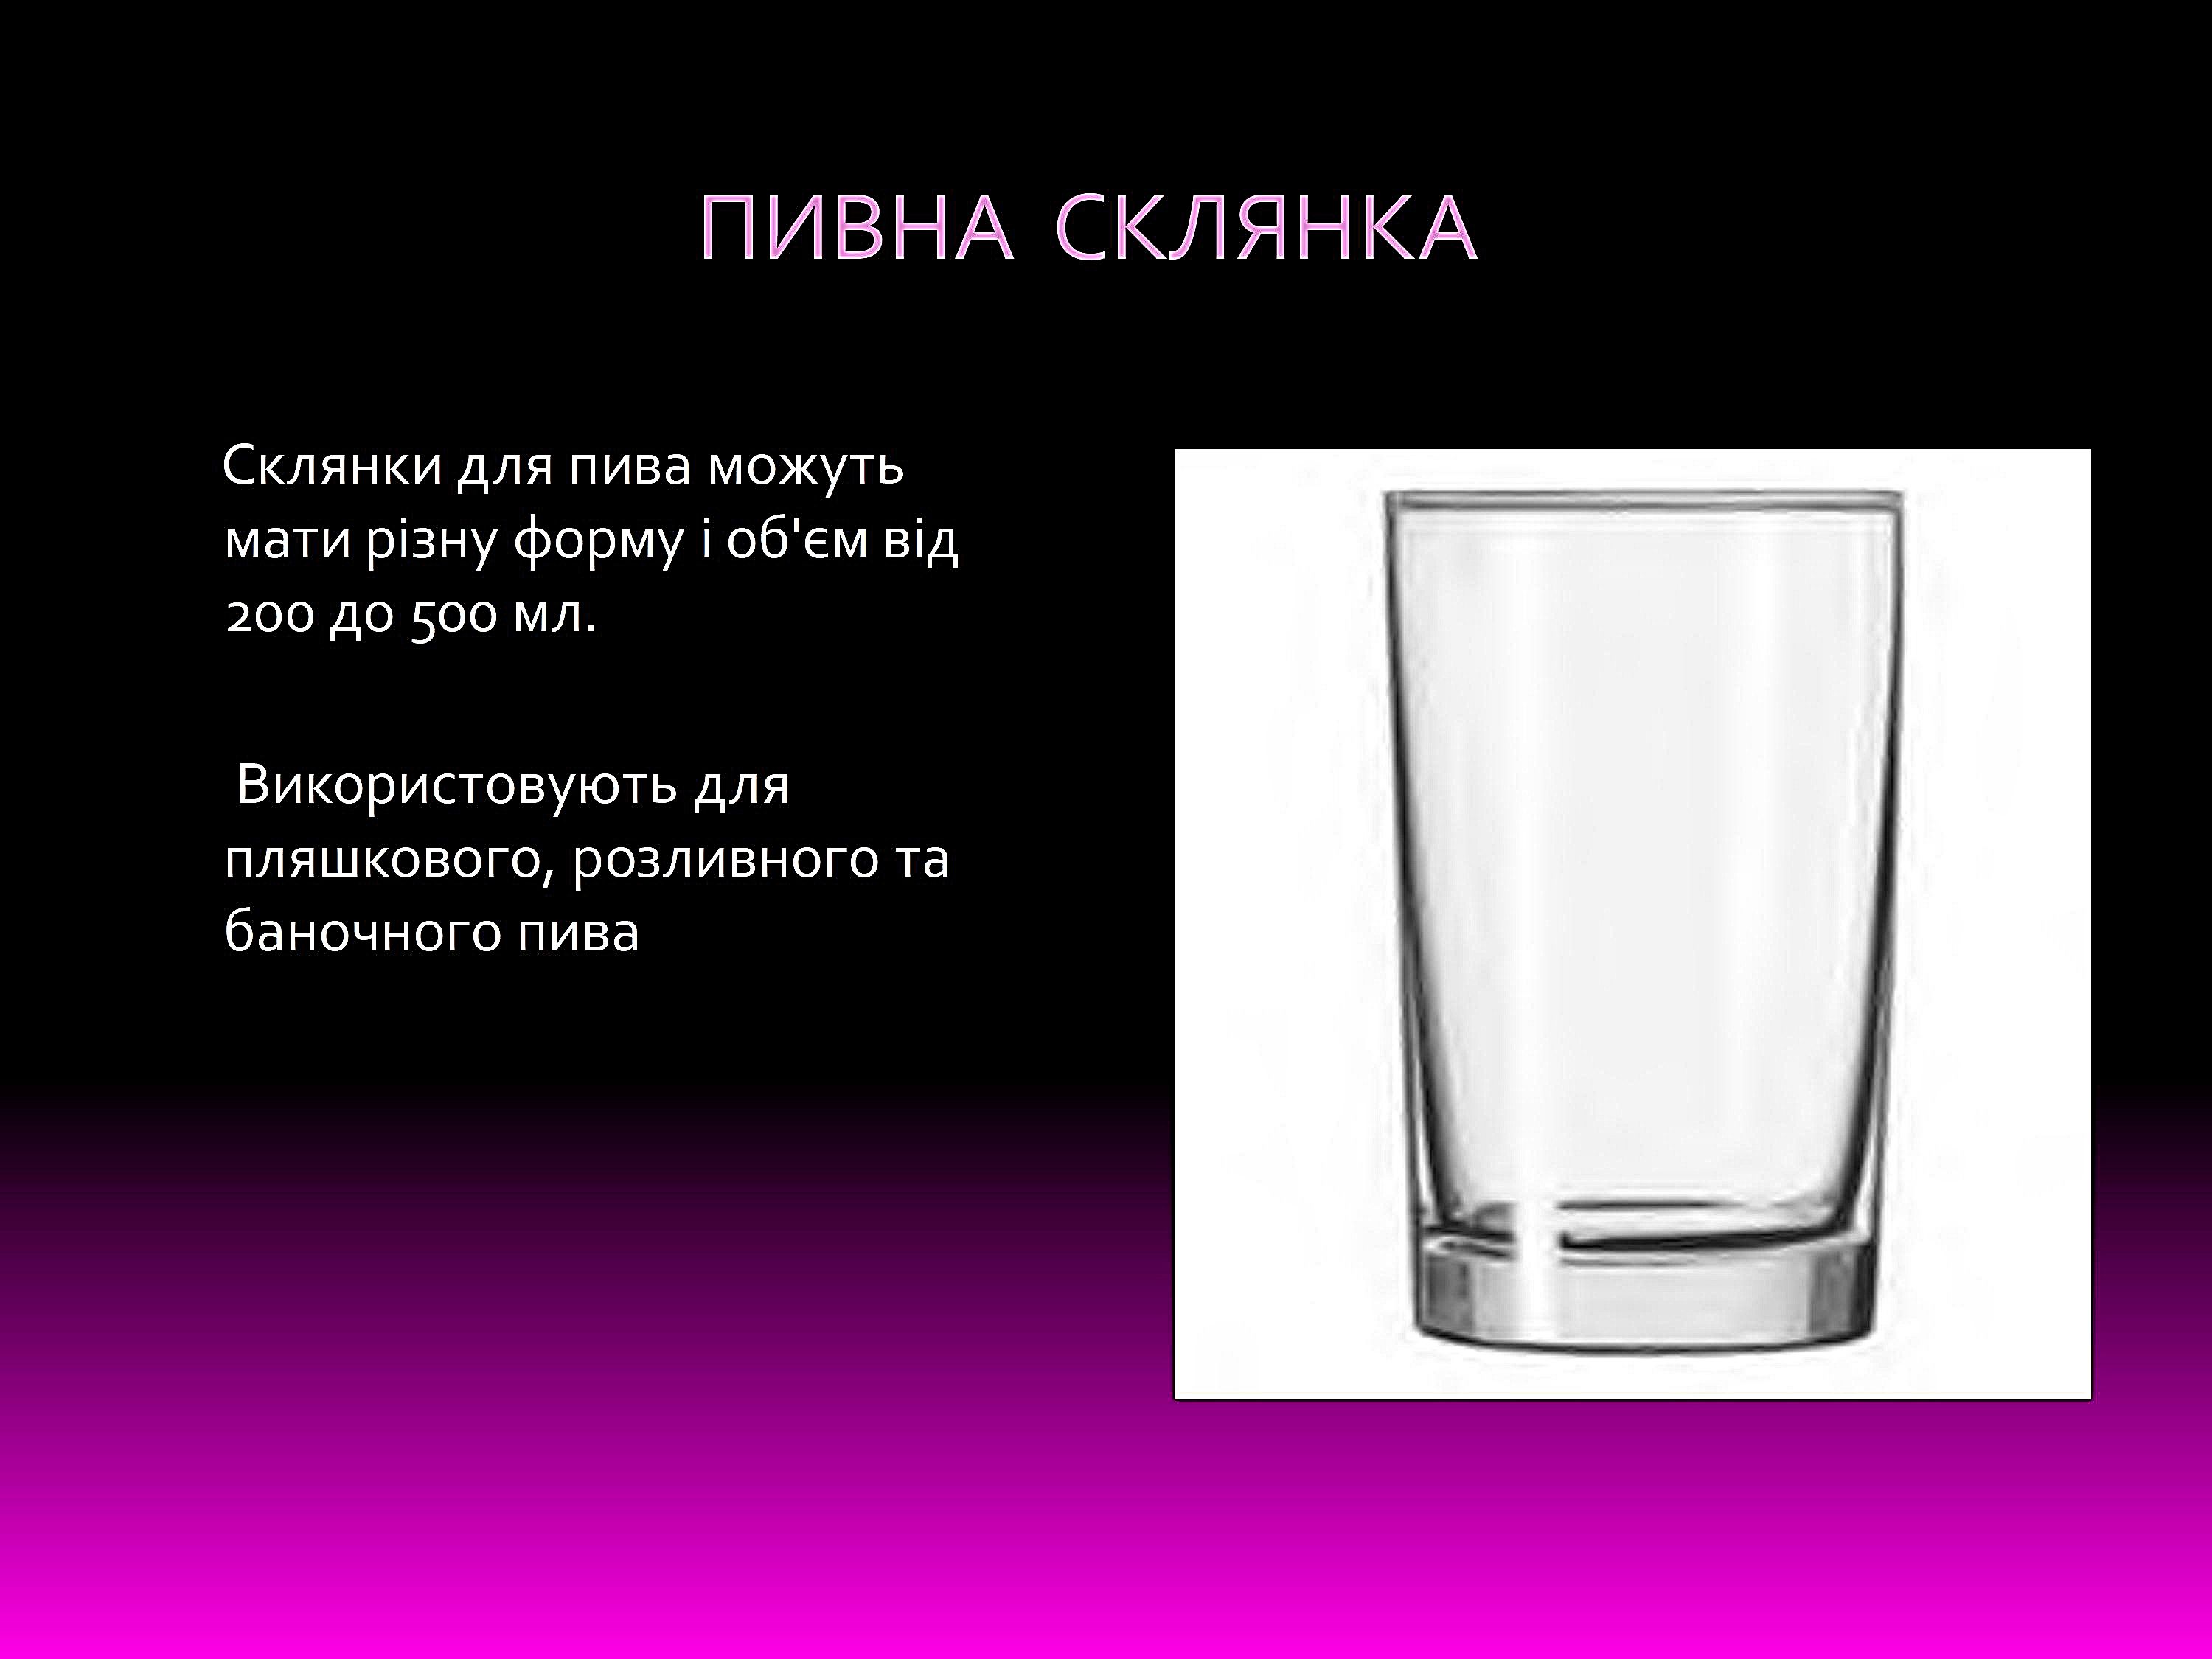 ПИВНА СКЛЯНКА
Склянки для пива можуть
мати різну форму і об'єм від
200 до 500 мл.
Використовують для
пляшкового, розливного та
баночного пива